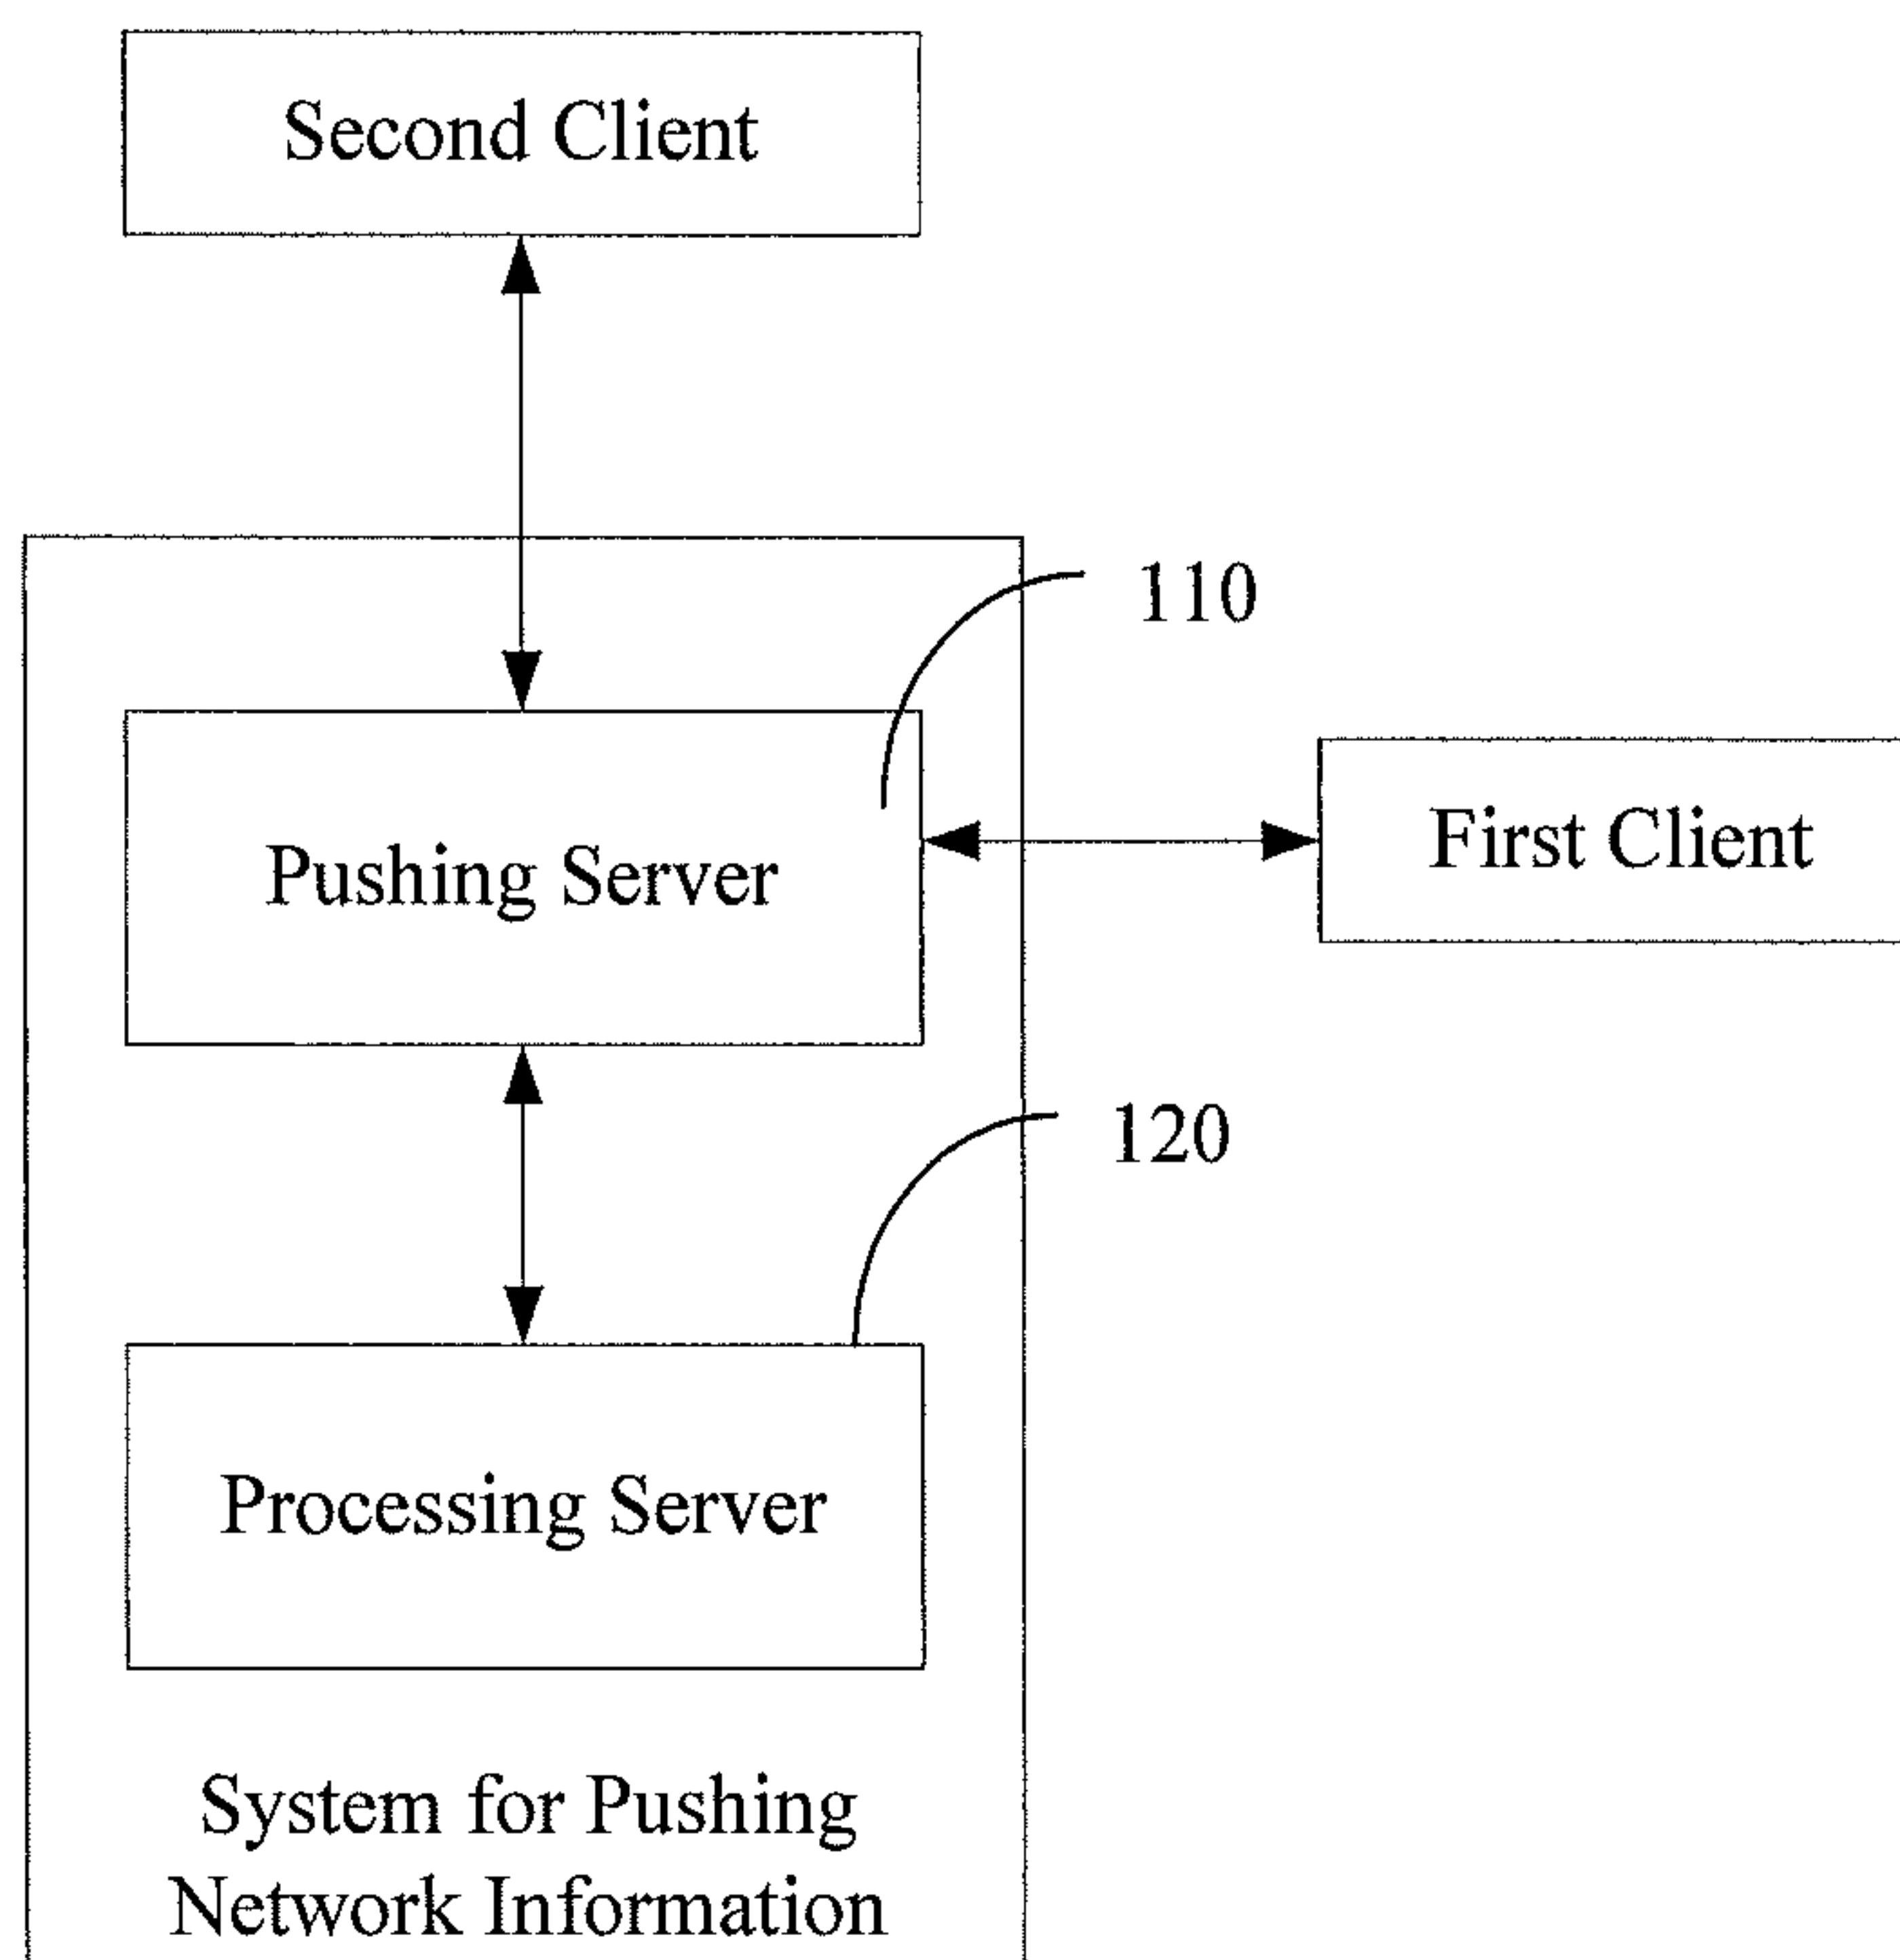 Second Client
110
Pushing Server
First Client
120
Processing Server
System for Pushing
Network Information